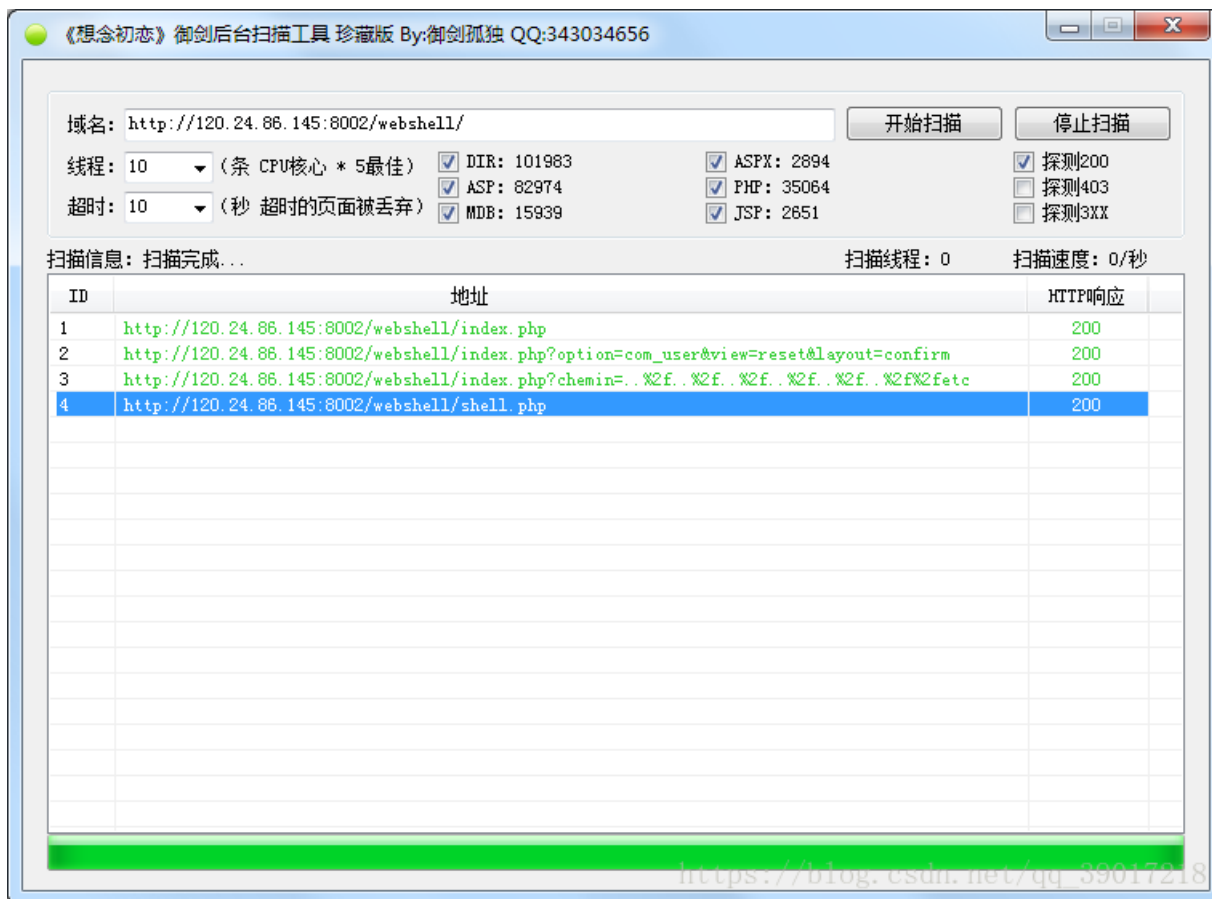 《想念初恋》御剑后台扫描工具 珍藏版 By:御剑孤独 QQ:343034656
域名: http://120.24.86.145:8002/webshell/ 开始扫描 停止扫描
线程: 10 (条 CPU核心 * 5最佳) DIR: 101983 ASPX: 2894 探测200
ASP: 82974 PHP: 35064 探测403
超时: 10 (秒 超时的页面被丢弃) MDB: 15939 JSP: 2651 探测3XX
扫描信息: 扫描完成... 扫描线程: 0 扫描速度: 0/秒
ID 地址 HTTP响应
1 http://120.24.86.145:8002/webshell/index.php 200
2 http://120.24.86.145:8002/webshell/index.php?option=com_user&view=reset&layout=confirm 200
3 http://120.24.86.145:8002/webshell/index.php?chemin=..%2f..%2f..%2f..%2f..%2f..%2f%2fetc 200
4 http://120.24.86.145:8002/webshell/shell.php 200
https://blog.csdn.net/qq_39017218